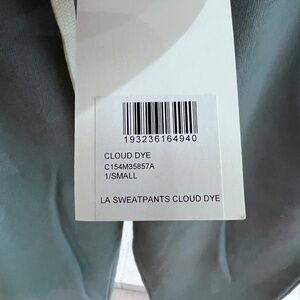 193236164940
CLOUD DYE
C154M35857A
1/SMALL
LA SWEATPANTS CLOUD DYE